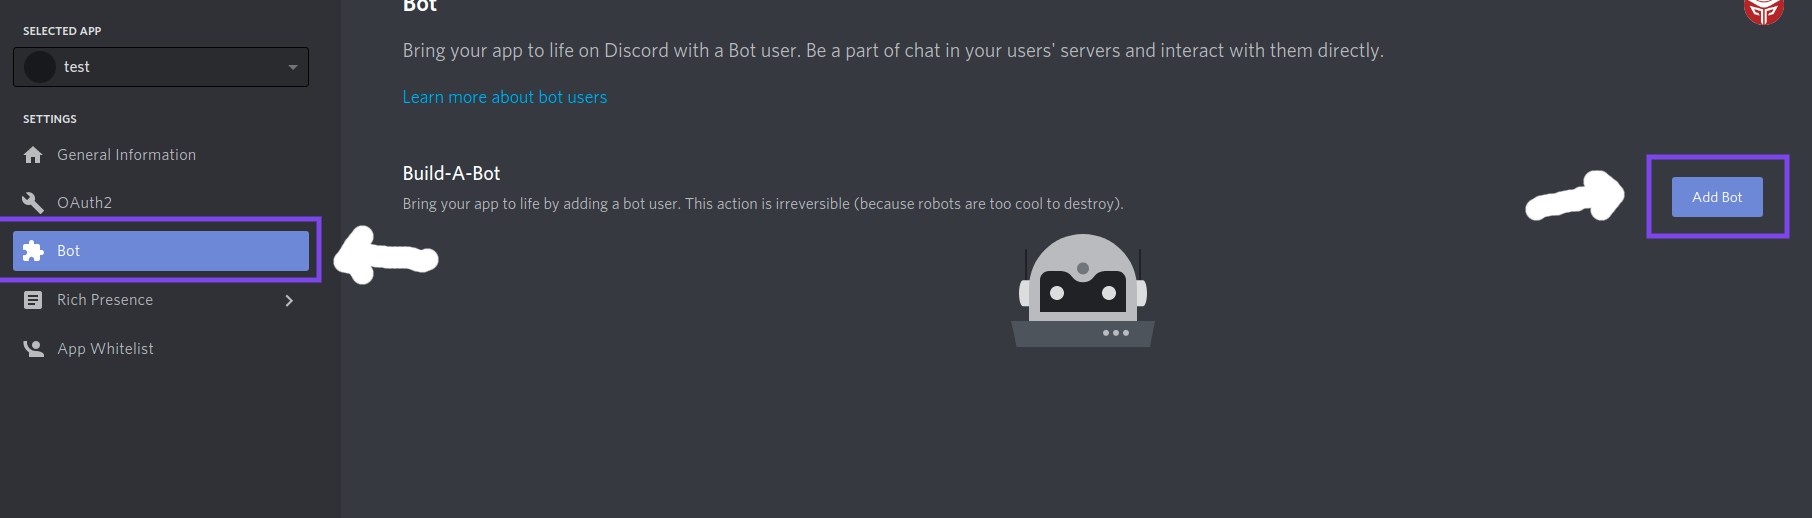 SELECTED APP
test
SETTINGS
General Information
OAuth2
Bot
Rich Presence
App Whitelist
Bot
Bring your app to life on Discord with a Bot user. Be a part of chat in your users' servers and interact with them directly.
Learn more about bot users
Build-A-Bot
Bring your app to life by adding a bot user. This action is irreversible (because robots are too cool to destroy).
Add Bot